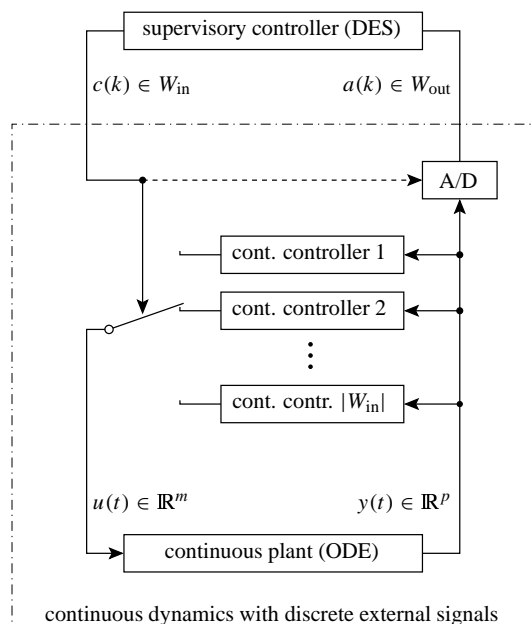 supervisory controller (DES)
c(k) ∈ W_in
a(k) ∈ W_out
A/D
cont. controller 1
cont. controller 2
cont. contr. |W_in|
u(t) ∈ ℝ^m
y(t) ∈ ℝ^p
continuous plant (ODE)
continuous dynamics with discrete external signals